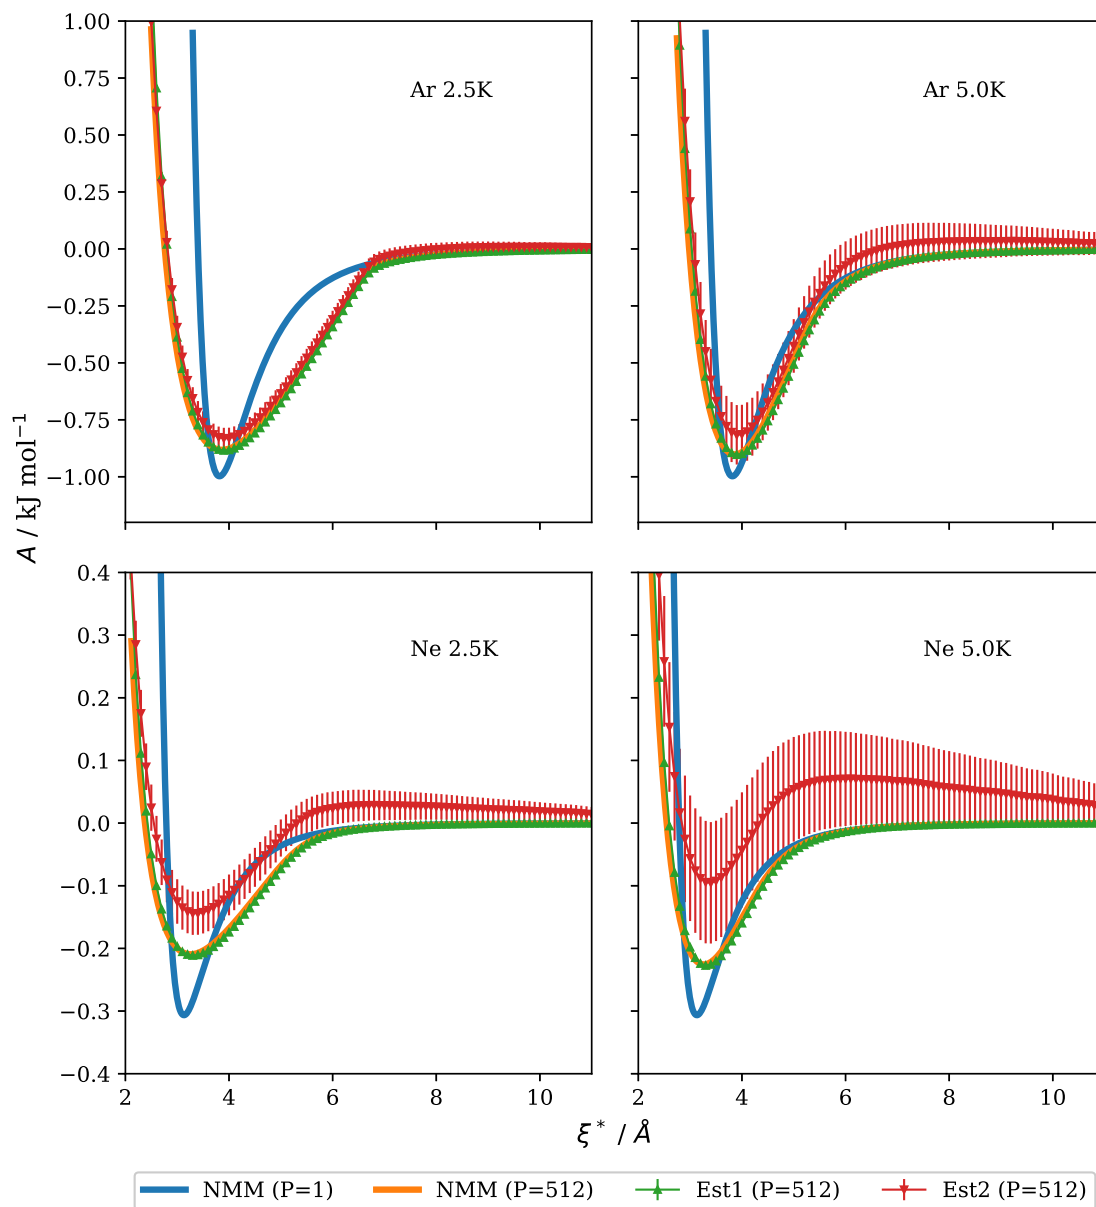 1.00
0.75
0.50
0.25
0.00
−0.25
−0.50
−0.75
−1.00
Ar 2.5K
Ar 5.0K
A / kJ mol⁻¹
0.4
0.3
0.2
0.1
0.0
−0.1
−0.2
−0.3
−0.4
Ne 2.5K
Ne 5.0K
2 4 6 8 10
2 4 6 8 10
ξ* / Å
NMM (P=1) NMM (P=512) Est1 (P=512) Est2 (P=512)